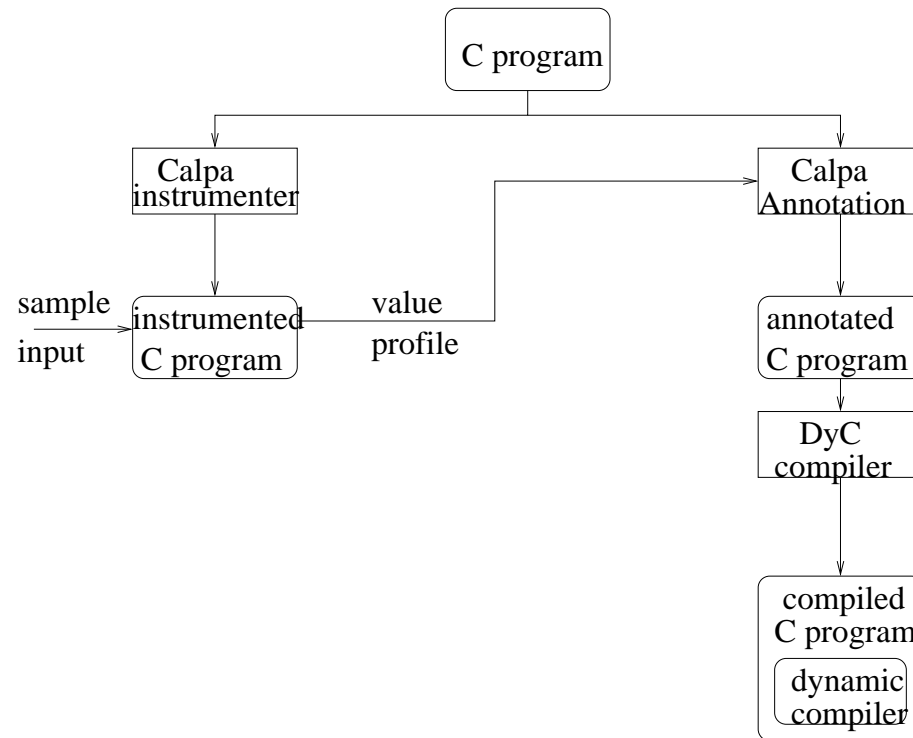 C program
Calpa
instrumenter
Calpa
Annotation
sample
input
instrumented
C program
value
profile
annotated
C program
DyC
compiler
compiled
C program
dynamic
compiler